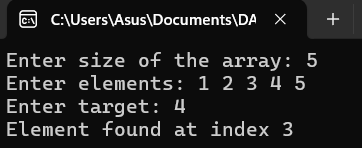 C:\Users\Asus\Documents\DA
Enter size of the array: 5
Enter elements: 1 2 3 4 5
Enter target: 4
Element found at index 3